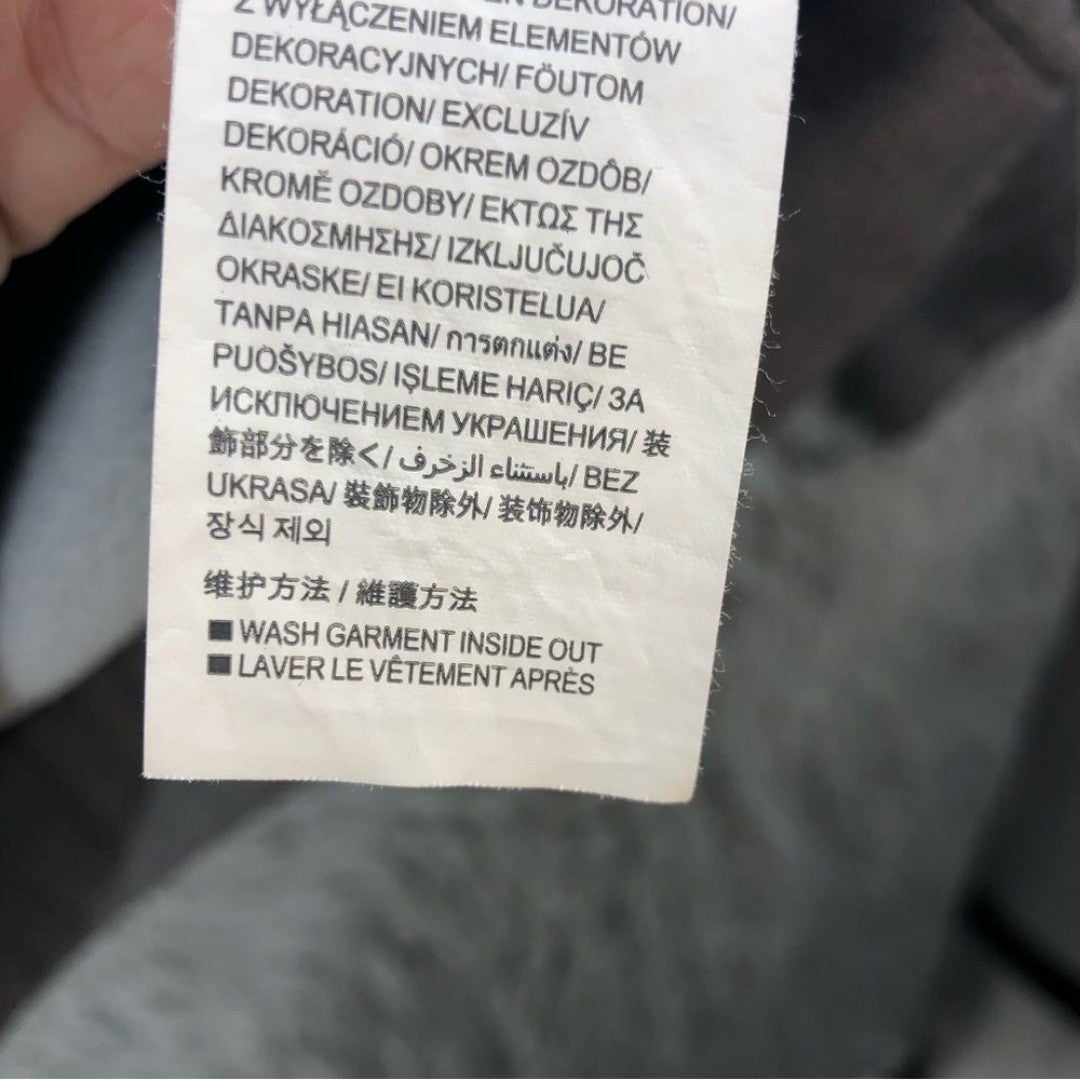 DEKORATION/
Z WYŁĄCZENIEM ELEMENTÓW
DEKORACYJNYCH/ FÖUTOM
DEKORATION/ EXCLUZÍV
DEKORÁCIÓ/ OKREM OZDÔB/
KROMĚ OZDOBY/ ΕΚΤΩΣ ΤΗΣ
ΔΙΑΚΟΣΜΗΣΗΣ/ IZKLJUČUJOČ
OKRASKE/ EI KORISTELUA/
TANPA HIASAN/ การตกแต่ง/ BE
PUOŠYBOS/ IŞLEME HARIÇ/ ЗА
ИСКЛЮЧЕНИЕМ УКРАШЕНИЯ/ 装
飾部分を除く/ باستثناء الزخرف/ BEZ
UKRASA/ 裝飾物除外/ 装饰物除外/
장식 제외
维护方法 / 維護方法
■ WASH GARMENT INSIDE OUT
■ LAVER LE VÊTEMENT APRÈS